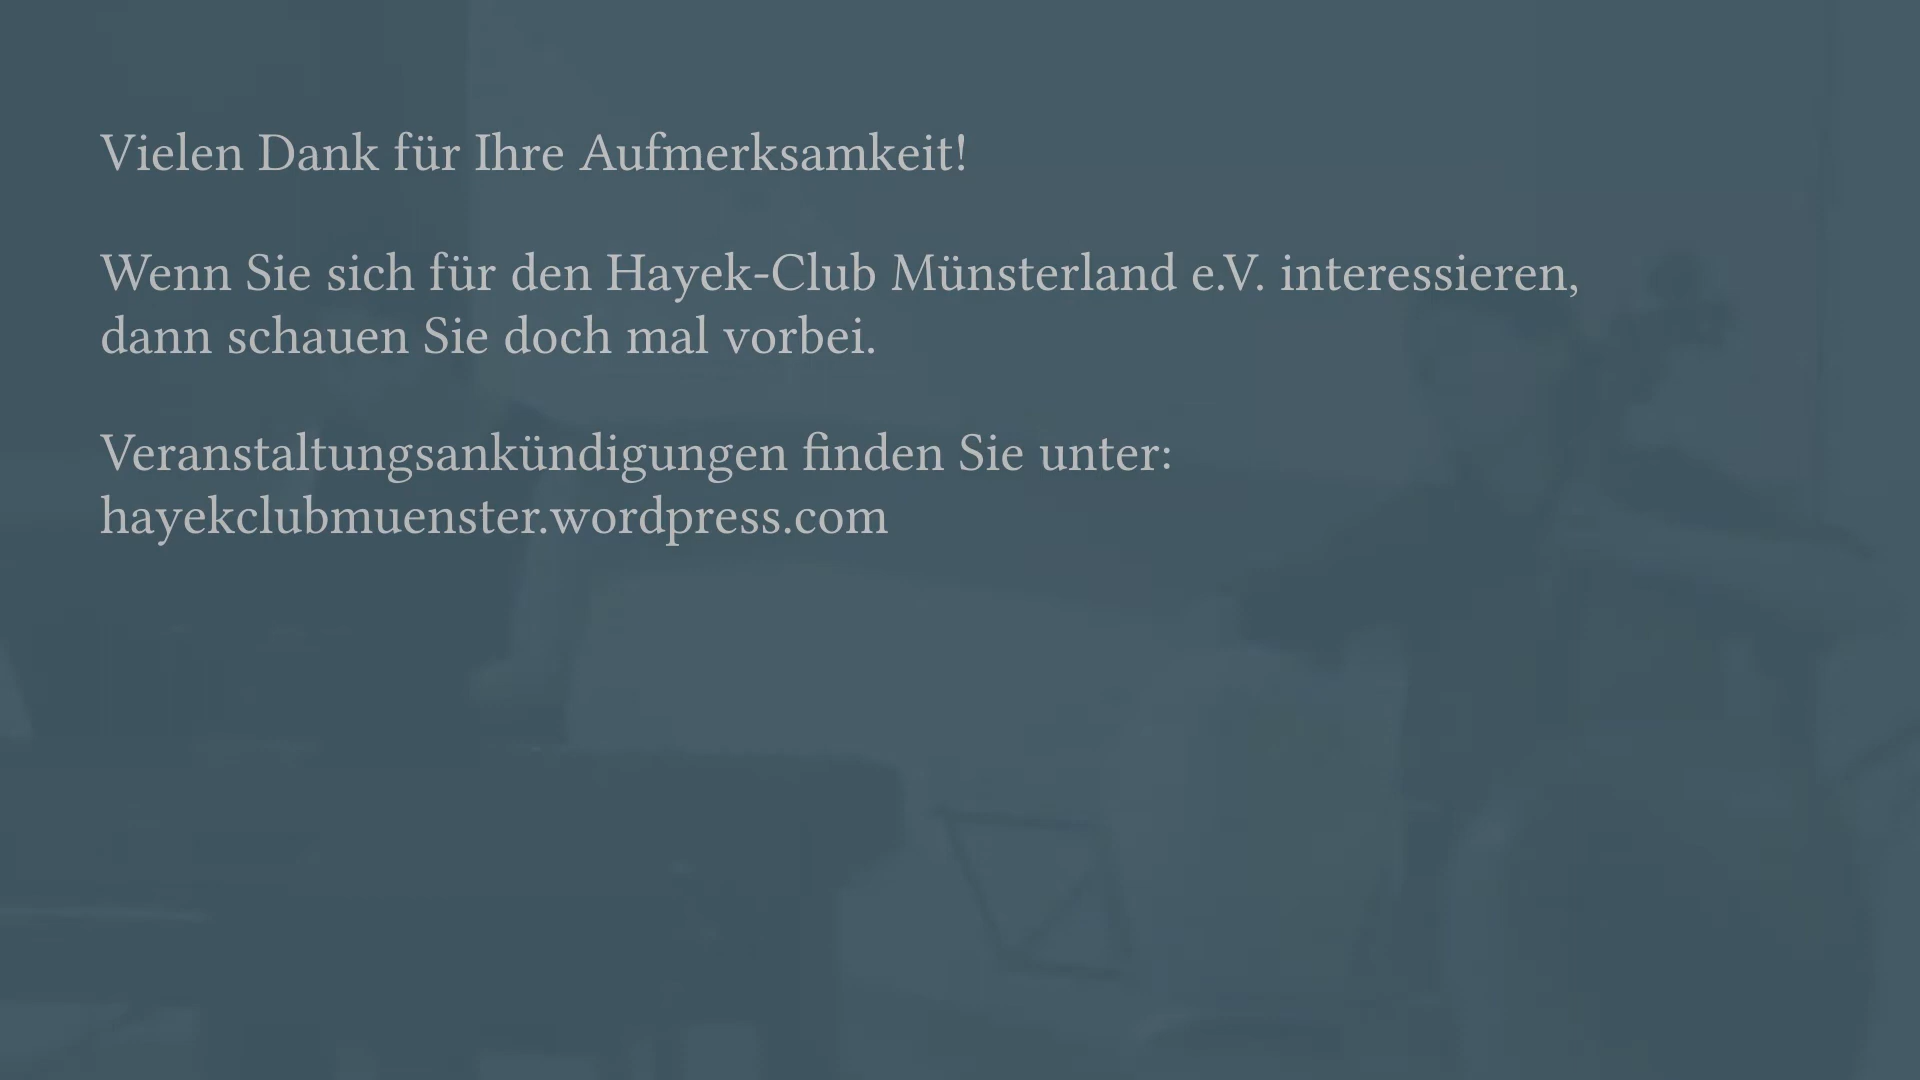 Vielen Dank für Ihre Aufmerksamkeit!
Wenn Sie sich für den Hayek-Club Münsterland e.V. interessieren,
dann schauen Sie doch mal vorbei.
Veranstaltungsankündigungen finden Sie unter:
hayekclubmuenster.wordpress.com